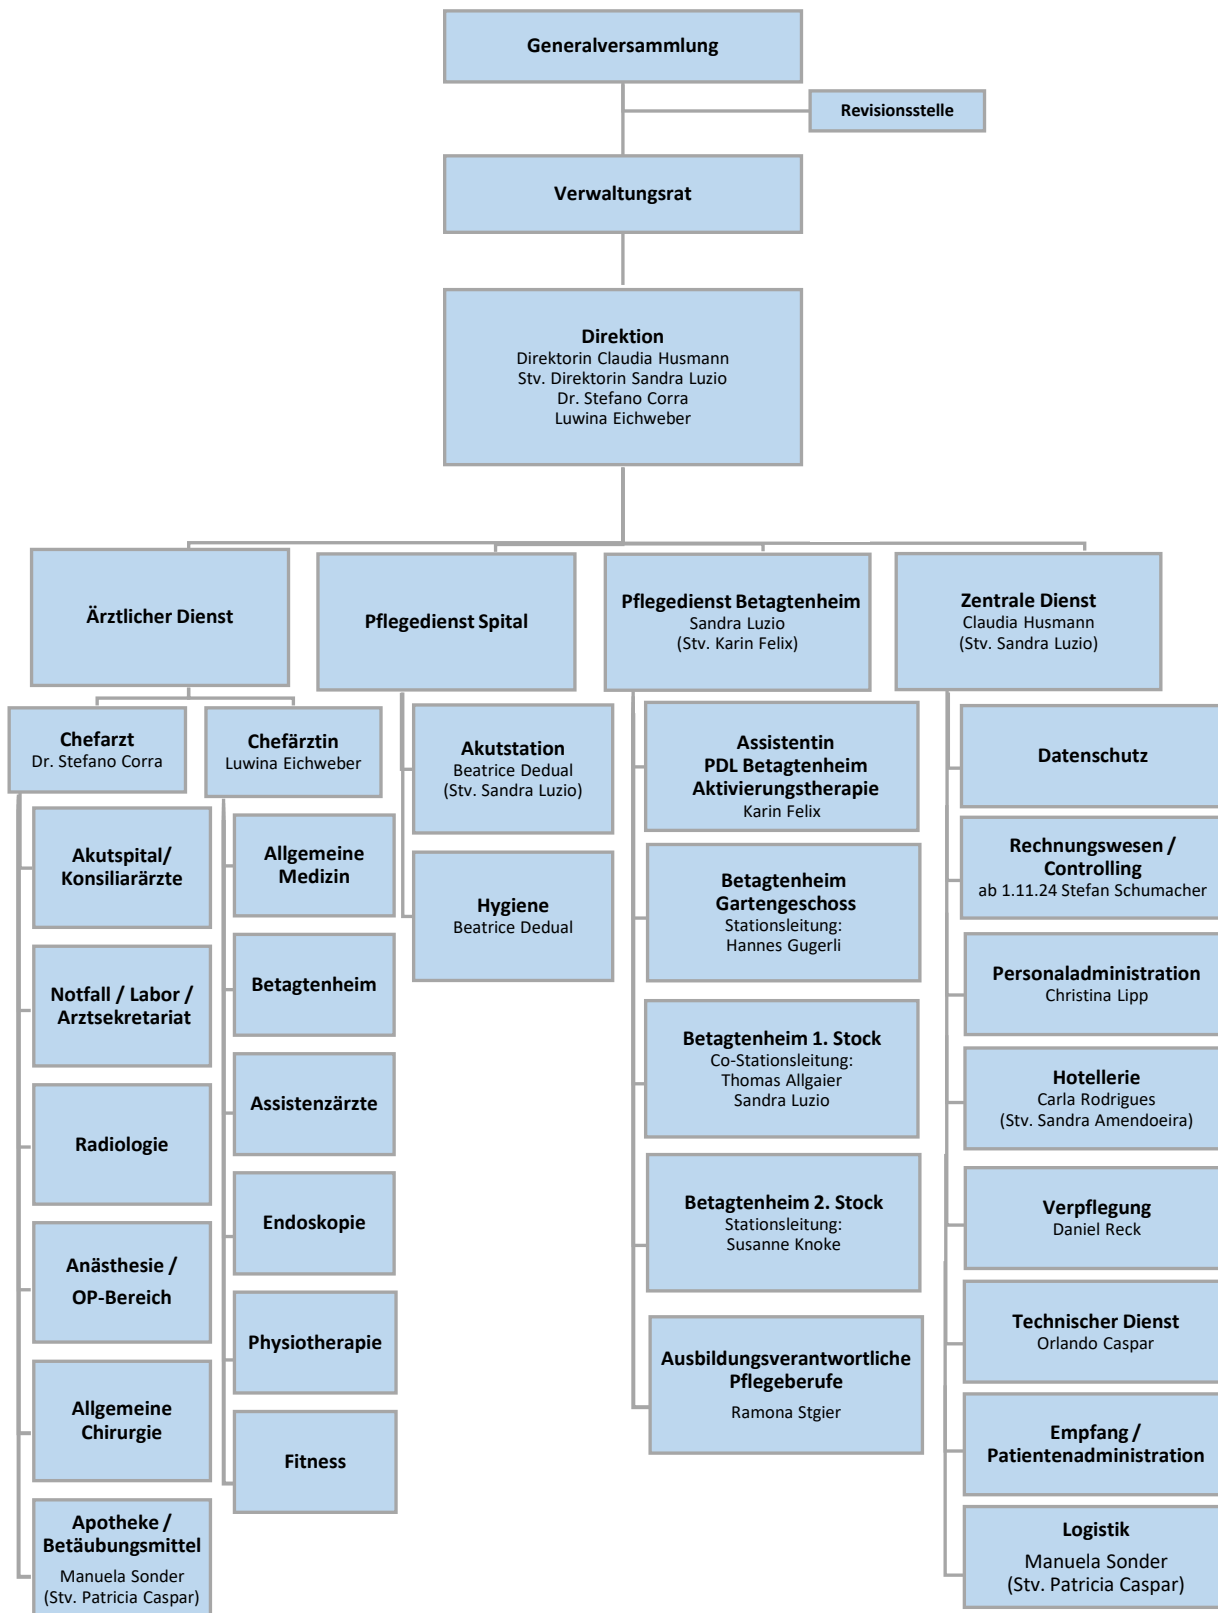 Generalversammlung
Revisionsstelle
Verwaltungsrat
Direktion
Direktorin Claudia Husmann
Stv. Direktorin Sandra Luzio
Dr. Stefano Corra
Luwina Eichweber
Ärztlicher Dienst
Pflegedienst Spital
Pflegedienst Betagtenheim
Sandra Luzio
(Stv. Karin Felix)
Zentrale Dienst
Claudia Husmann
(Stv. Sandra Luzio)
Chefarzt
Dr. Stefano Corra
Akutspital/
Konsiliarärzte
Notfall / Labor /
Arztsekretariat
Radiologie
Anästhesie /
OP-Bereich
Allgemeine
Chirurgie
Apotheke /
Betäubungsmittel
Manuela Sonder
(Stv. Patricia Caspar)
Chefärztin
Luwina Eichweber
Allgemeine
Medizin
Betagtenheim
Assistenzärzte
Endoskopie
Physiotherapie
Fitness
Akutstation
Beatrice Dedual
(Stv. Sandra Luzio)
Hygiene
Beatrice Dedual
Assistentin
PDL Betagtenheim
Aktivierungstherapie
Karin Felix
Betagtenheim
Gartengeschoss
Stationsleitung:
Hannes Gugerli
Betagtenheim 1. Stock
Co-Stationsleitung:
Thomas Allgaier
Sandra Luzio
Betagtenheim 2. Stock
Stationsleitung:
Susanne Knoke
Ausbildungsverantwortliche
Pflegeberufe
Ramona Stgier
Datenschutz
Rechnungswesen /
Controlling
ab 1.11.24 Stefan Schumacher
Personaladministration
Christina Lipp
Hotellerie
Carla Rodrigues
(Stv. Sandra Amendoeira)
Verpflegung
Daniel Reck
Technischer Dienst
Orlando Caspar
Empfang /
Patientenadministration
Logistik
Manuela Sonder
(Stv. Patricia Caspar)